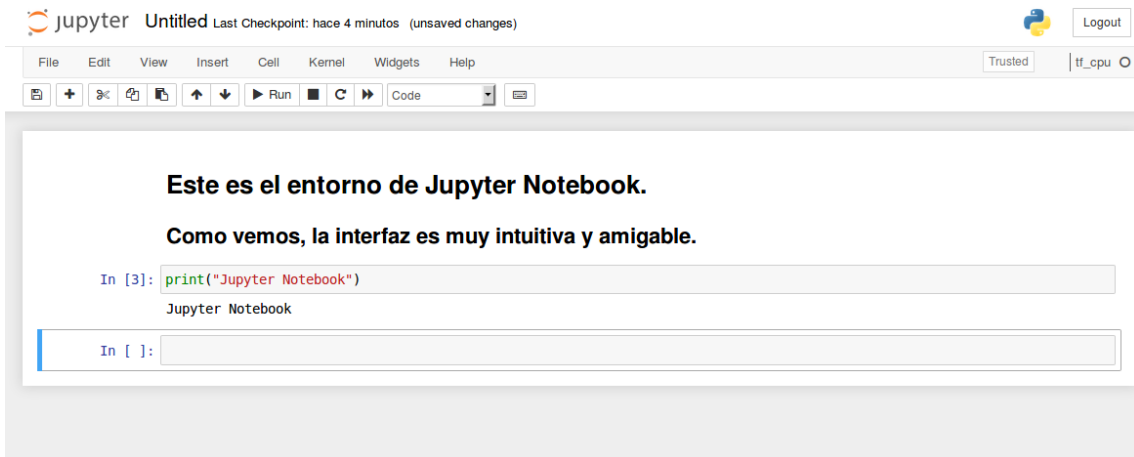 jupyter Untitled Last Checkpoint: hace 4 minutos (unsaved changes) Logout
File Edit View Insert Cell Kernel Widgets Help Trusted tf_cpu
Run Code
Este es el entorno de Jupyter Notebook.
Como vemos, la interfaz es muy intuitiva y amigable.
In [3]: print("Jupyter Notebook")
Jupyter Notebook
In [ ]: